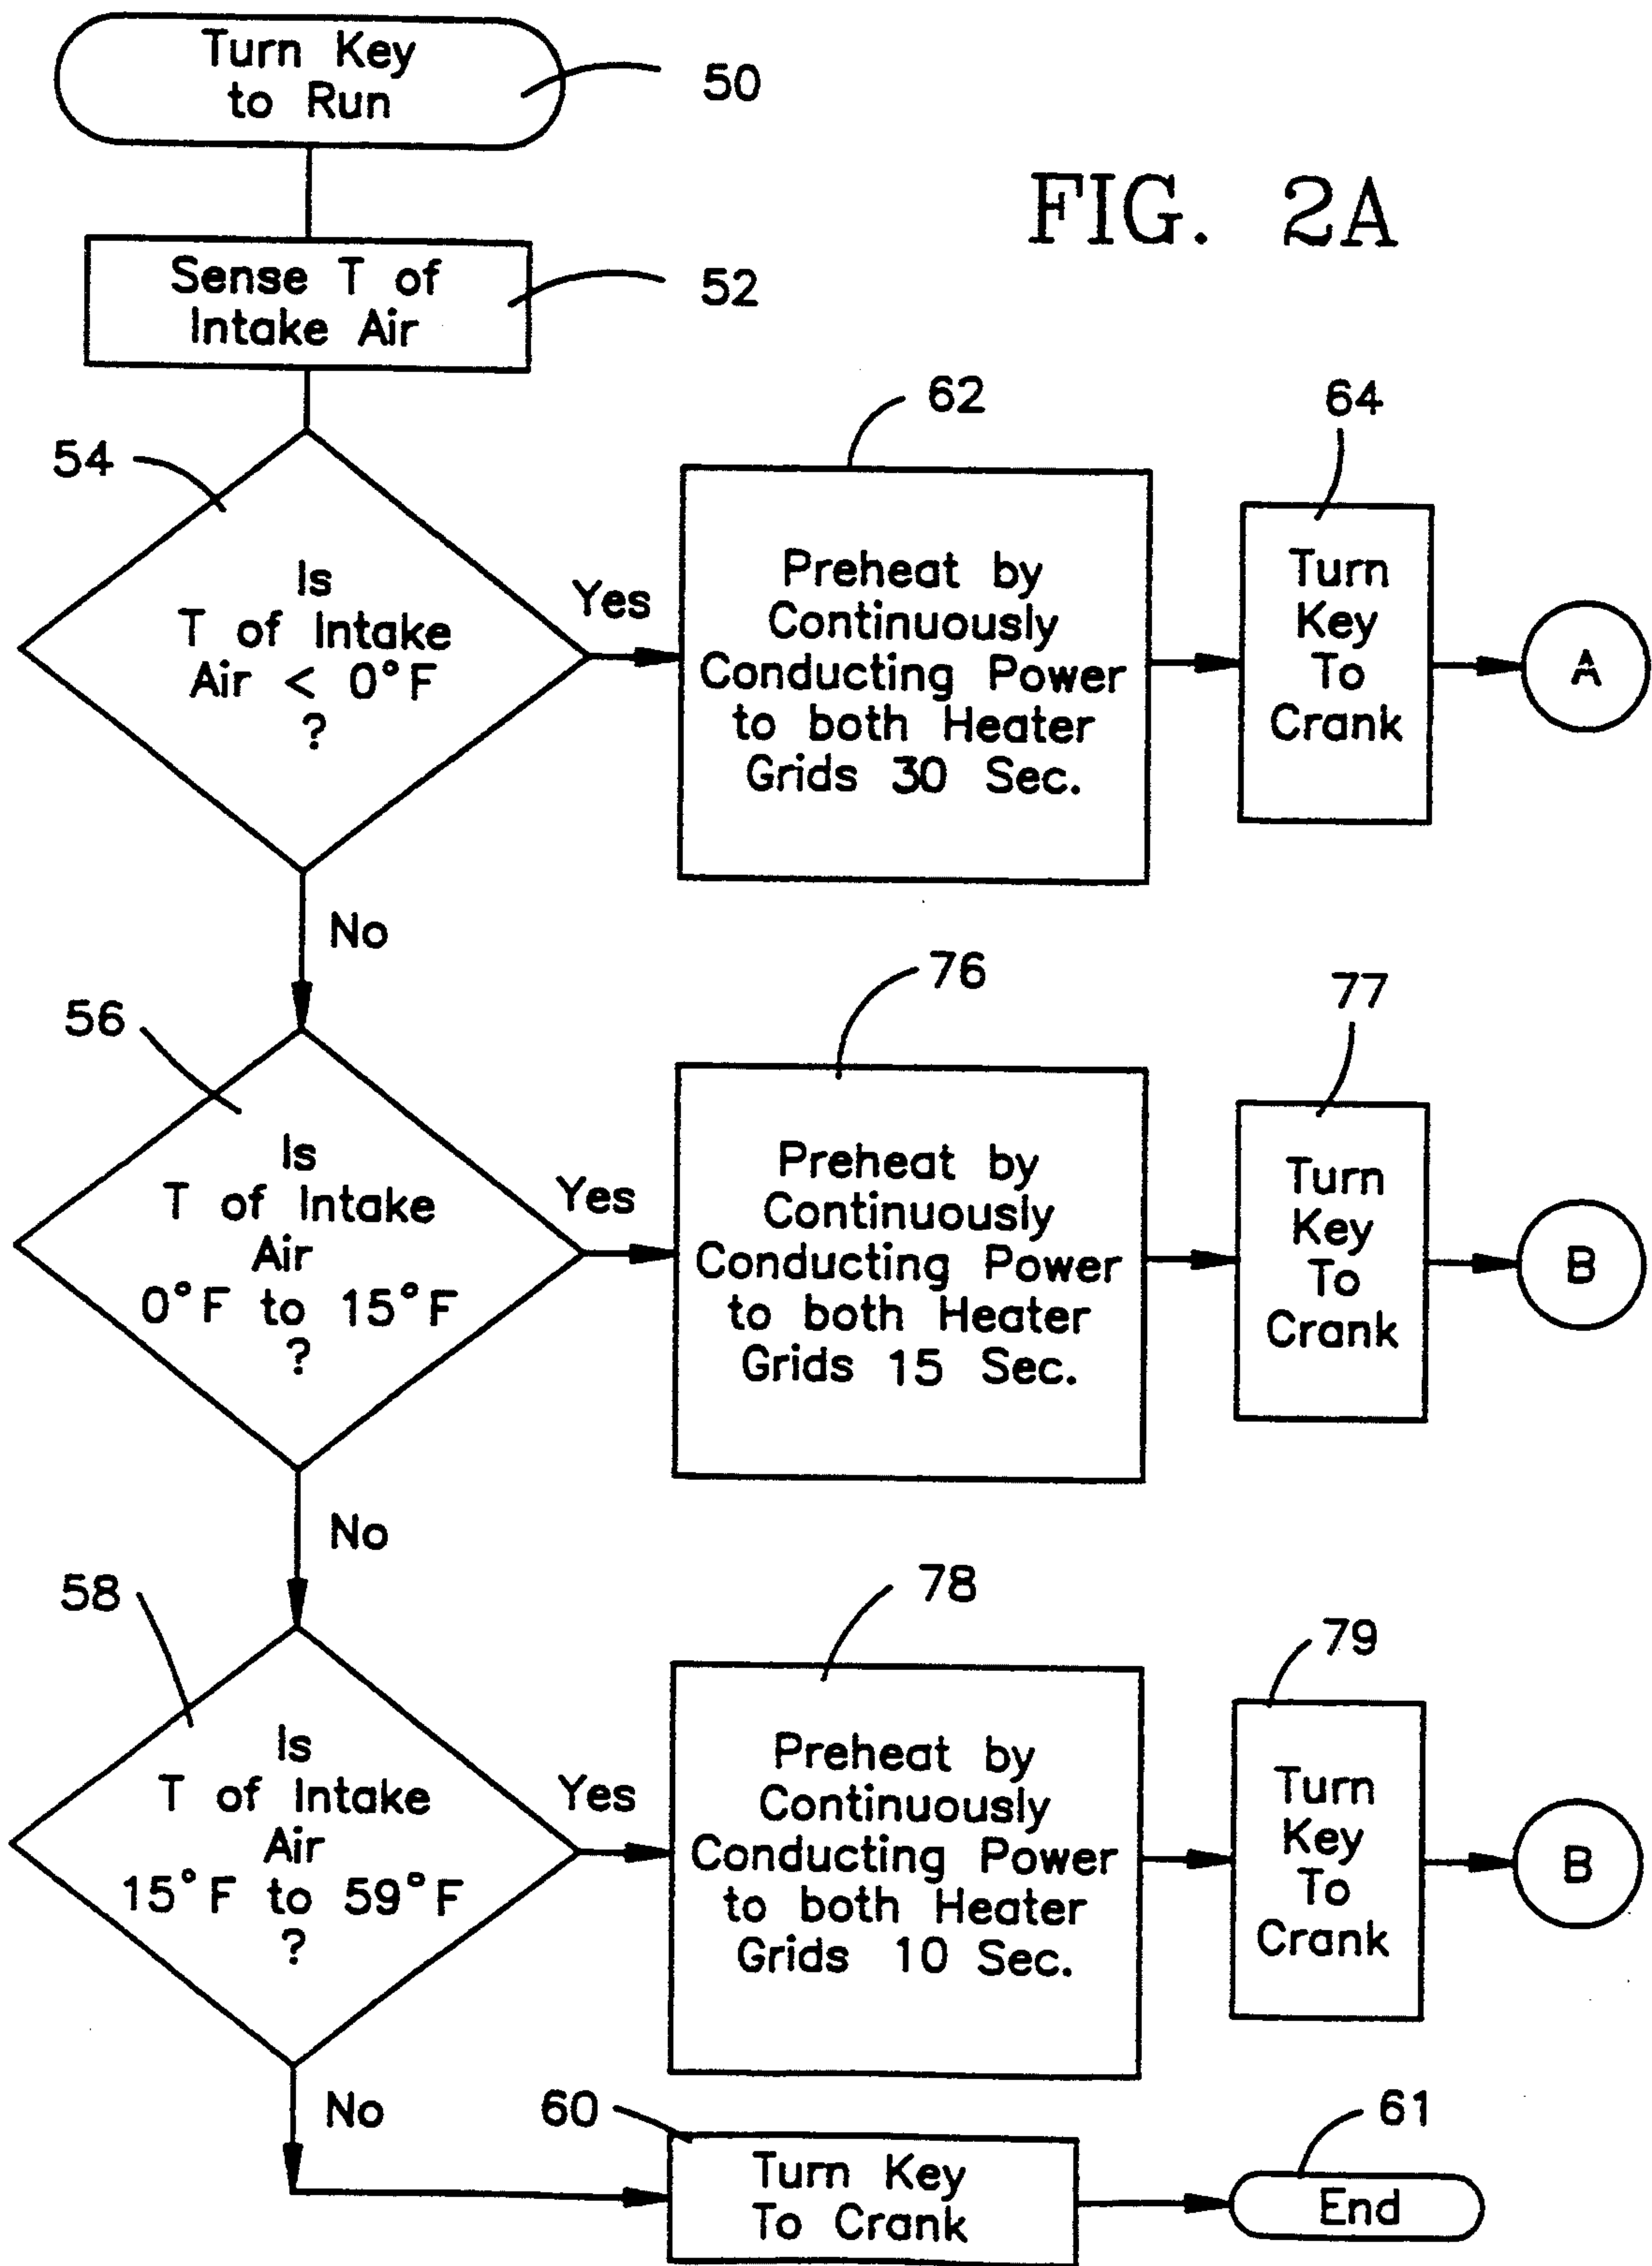 Turn Key
to Run
50
FIG. 2A
Sense T of
Intake Air
52
54
Is
T of Intake
Air < 0°F
?
Yes
62
Preheat by
Continuously
Conducting Power
to both Heater
Grids 30 Sec.
64
Turn
Key
To
Crank
A
No
56
Is
T of Intake
Air
0°F to 15°F
?
Yes
76
Preheat by
Continuously
Conducting Power
to both Heater
Grids 15 Sec.
77
Turn
Key
To
Crank
B
No
58
Is
T of Intake
Air
15°F to 59°F
?
Yes
78
Preheat by
Continuously
Conducting Power
to both Heater
Grids 10 Sec.
79
Turn
Key
To
Crank
B
No
60
Turn Key
To Crank
61
End